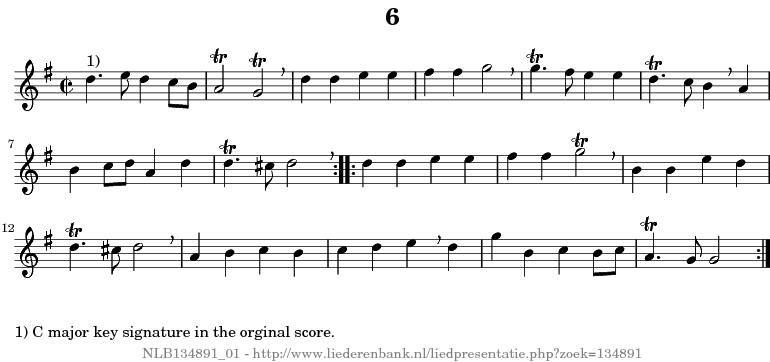 6
1)
tr tr tr tr
7
tr tr
12
tr tr
1) C major key signature in the orginal score.
NLB134891_01 - http://www.liederenbank.nl/liedpresentatie.php?zoek=134891